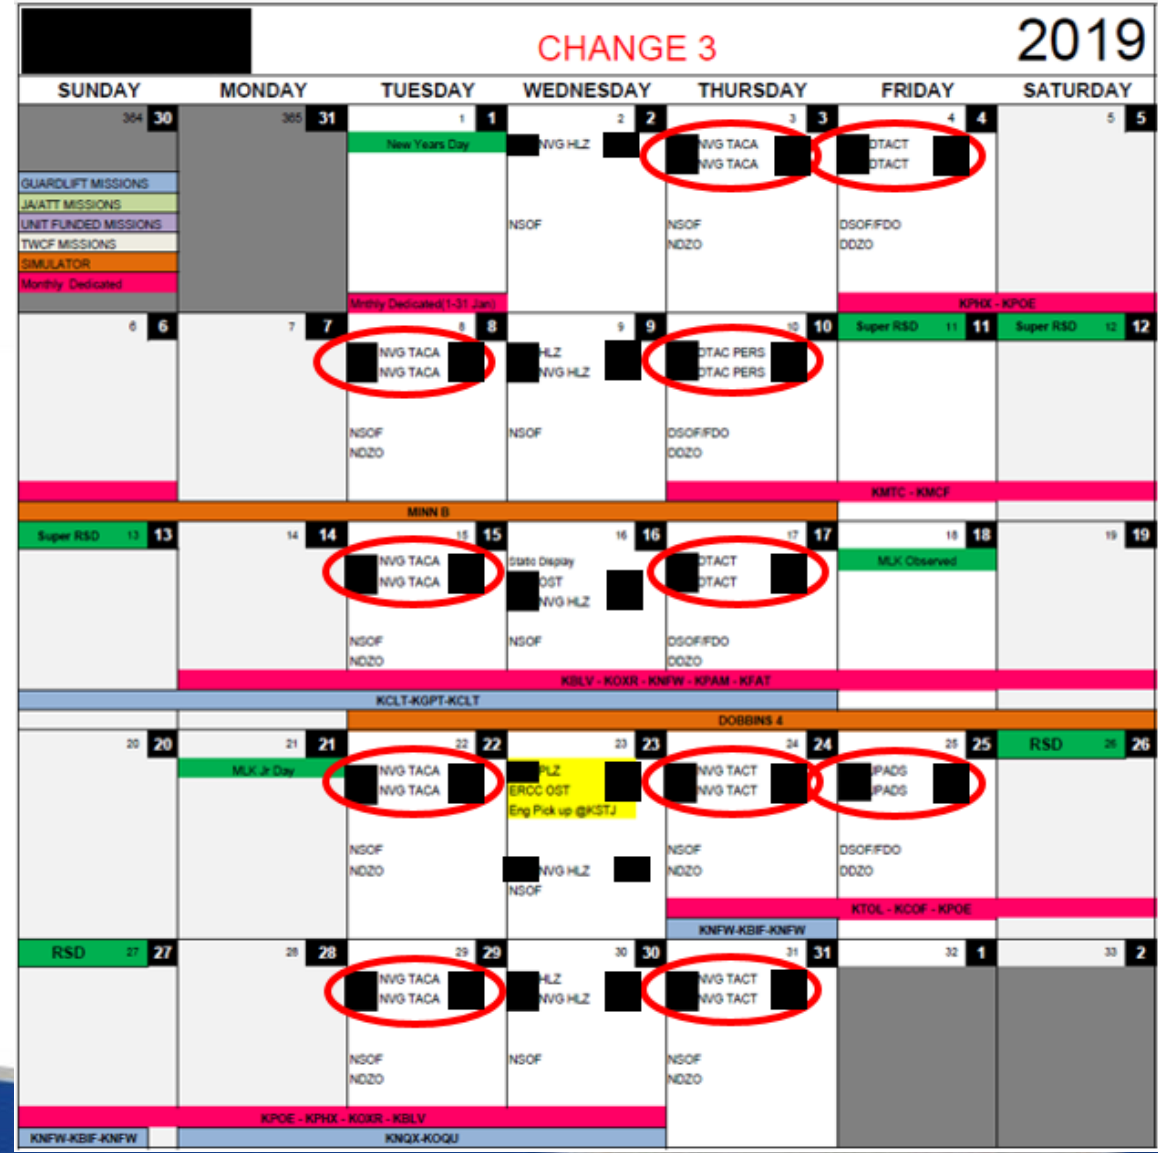 CHANGE 3
2019
SUNDAY MONDAY TUESDAY WEDNESDAY THURSDAY FRIDAY SATURDAY
364 30 365 31 1 1 2 2 3 3 4 4 5 5
New Years Day
NVG HLZ
NVG TACA
NVG TACA
DTACT
DTACT
GUARDLIFT MISSIONS
JA/ATT MISSIONS
UNIT FUNDED MISSIONS
TWCF MISSIONS
SIMULATOR
Monthly Dedicated
NSOF
NSOF
NDZO
DSOF/FDO
DDZO
Mnthly Dedicated(1-31 Jan)
KPHX - KPOE
6 6 7 7 8 8 9 9 10 10 Super RSD 11 11 Super RSD 12 12
NVG TACA
NVG TACA
HLZ
NVG HLZ
DTAC PERS
DTAC PERS
NSOF
NDZO
NSOF
DSOF/FDO
DDZO
KMTC - KMCF
MINN B
Super RSD 13 13 14 14 15 15 16 16 17 17 18 18 19 19
NVG TACA
NVG TACA
Static Display
OST
NVG HLZ
DTACT
DTACT
MLK Observed
NSOF
NDZO
NSOF
DSOF/FDO
DDZO
KBLV - KOXR - KNFW - KPAM - KFAT
KCLT-KGPT-KCLT
DOBBINS 4
20 20 21 21 22 22 23 23 24 24 25 25 RSD 26 26
MLK Jr Day
NVG TACA
NVG TACA
PLZ
ERCC OST
Eng Pick up @KSTJ
NVG TACT
NVG TACT
JPADS
JPADS
NSOF
NDZO
NVG HLZ
NSOF
NSOF
NDZO
DSOF/FDO
DDZO
KTOL - KCOF - KPOE
KNFW-KBIF-KNFW
RSD 27 27 28 28 29 29 30 30 31 31 32 1 33 2
NVG TACA
NVG TACA
HLZ
NVG HLZ
NVG TACT
NVG TACT
NSOF
NDZO
NSOF
NSOF
NDZO
KPOE - KPHX - KOXR - KBLV
KNFW-KBIF-KNFW
KNQX-KOQU